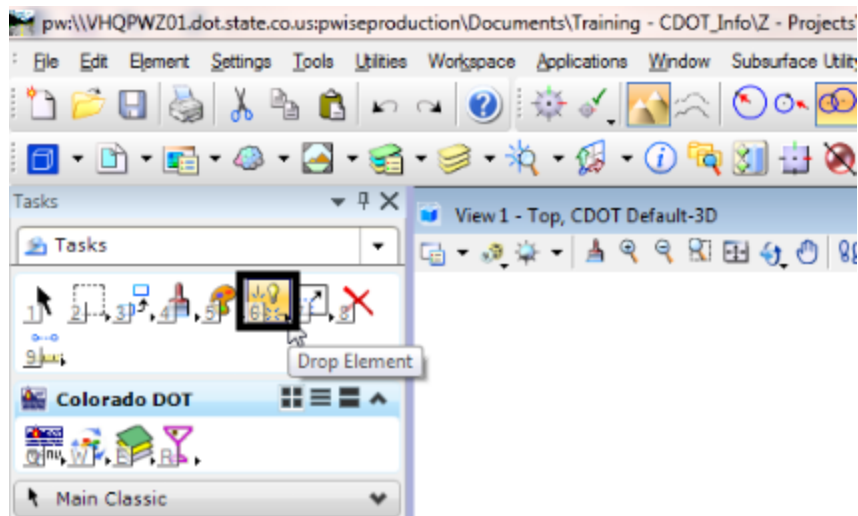 pw:\\VHQPWZ01.dot.state.co.us:pwiseproduction\Documents\Training - CDOT_Info\Z - Projects\
File Edit Element Settings Tools Utilities Workspace Applications Window Subsurface Utility
Tasks
View 1 - Top, CDOT Default-3D
Tasks
1 2 3 4 5 6 7 8
Drop Element
9
Colorado DOT
Q W E R
Main Classic